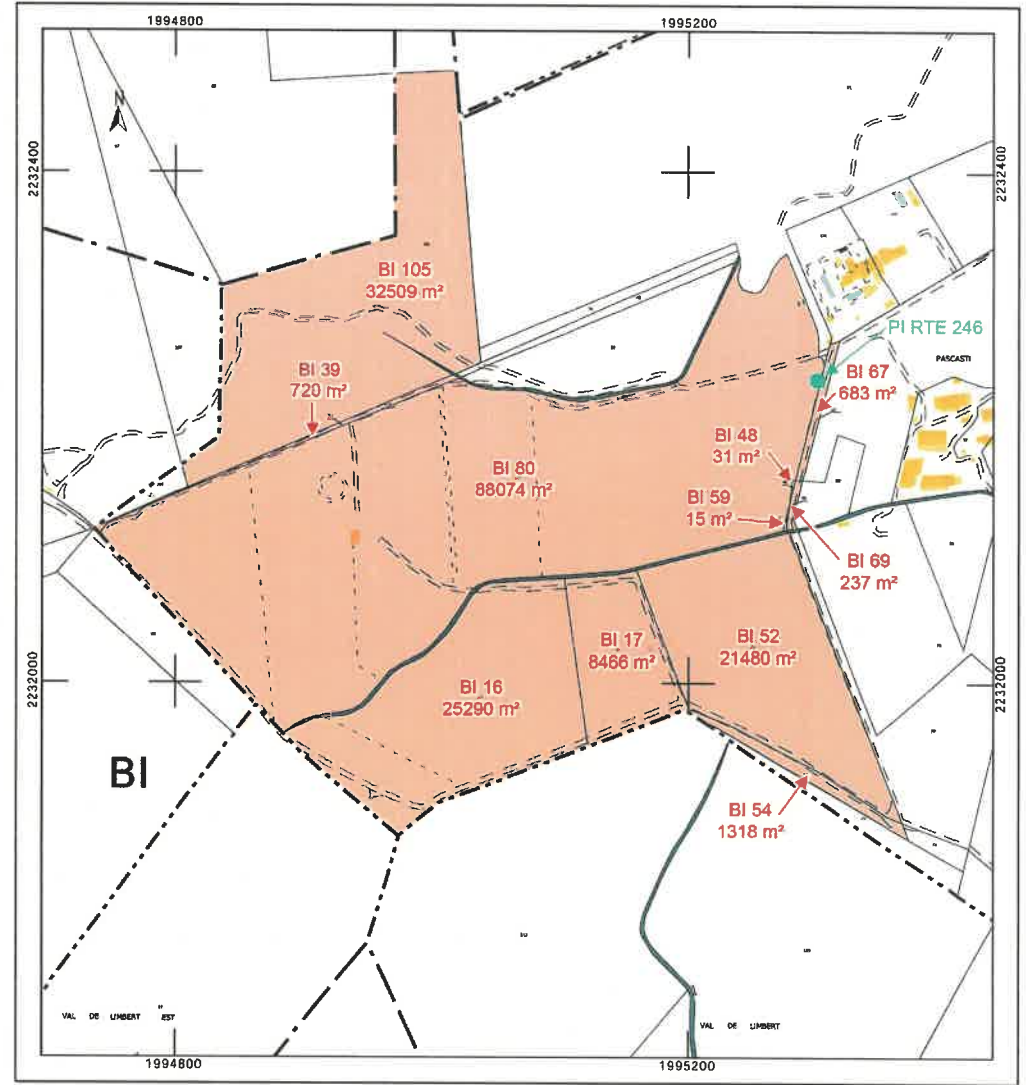 1994800
1995200
N
2232400
2232400
BI 105
32509 m²
PI RTE 246
PASCASTI
BI 39
720 m²
BI 67
683 m²
BI 48
31 m²
BI 80
88074 m²
BI 59
15 m²
BI 69
237 m²
BI 17
8466 m²
BI 52
21480 m²
BI 16
25290 m²
2232000
2232000
BI
BI 54
1318 m²
VAL DE LIMBERT EST
VAL DE LIMBERT
1994800
1995200